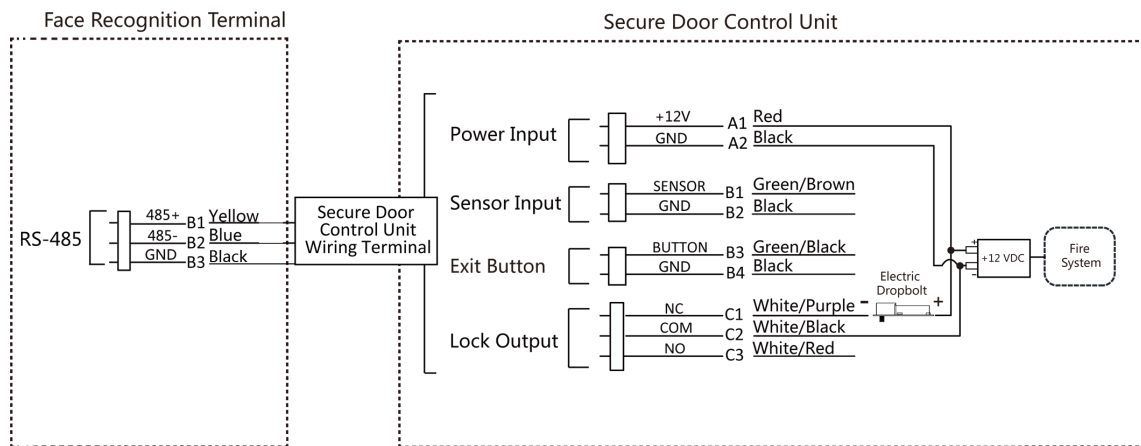 Face Recognition Terminal
Secure Door Control Unit
Power Input
+12V A1 Red
GND A2 Black
Sensor Input
SENSOR B1 Green/Brown
GND B2 Black
RS-485
485+ B1 Yellow
485- B2 Blue
GND B3 Black
Secure Door
Control Unit
Wiring Terminal
Exit Button
BUTTON B3 Green/Black
GND B4 Black
Lock Output
NC C1 White/Purple
COM C2 White/Black
NO C3 White/Red
Electric
Dropbolt
- +
+
+12 VDC
-
Fire
System